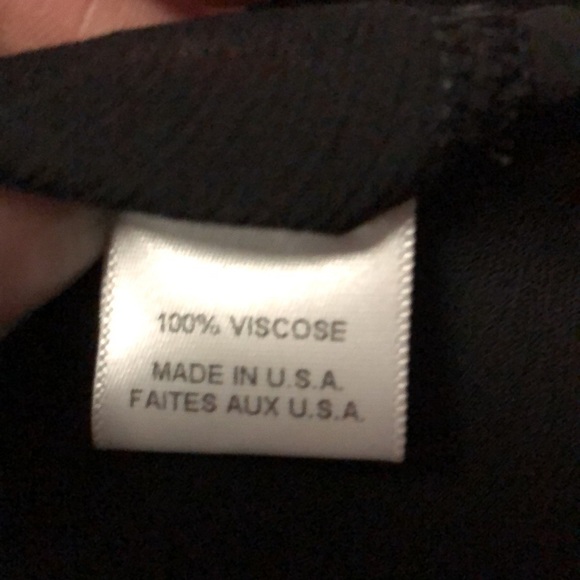 100% VISCOSE
MADE IN U.S.A.
FAITES AUX U.S.A.